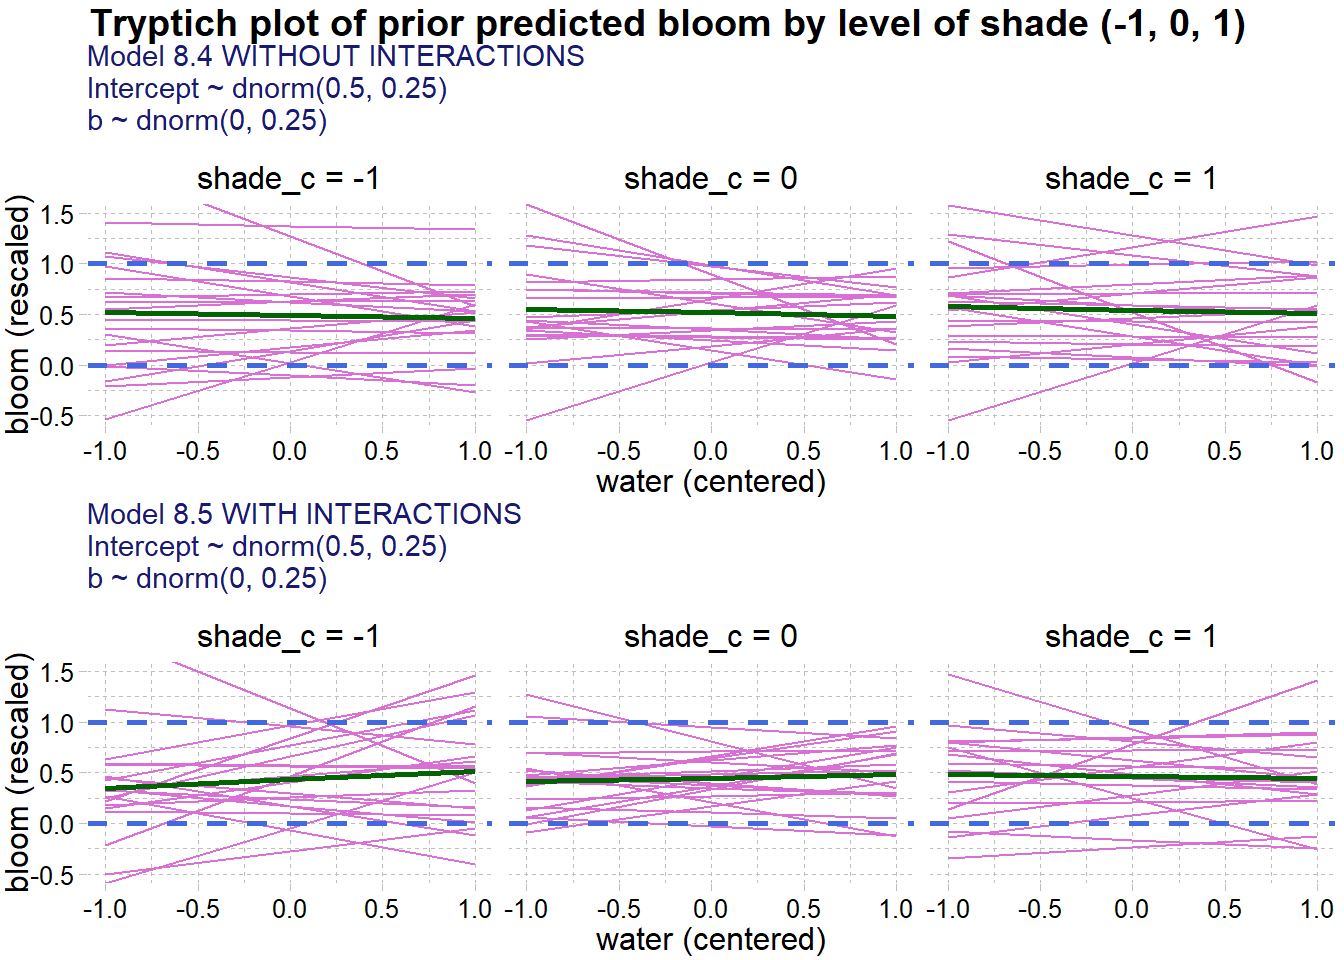 Tryptich plot of prior predicted bloom by level of shade (-1, 0, 1)
Model 8.4 WITHOUT INTERACTIONS
Intercept ~ dnorm(0.5, 0.25)
b ~ dnorm(0, 0.25)
shade_c = -1 shade_c = 0 shade_c = 1
bloom (rescaled)
1.5
1.0
0.5
0.0
-0.5
-1.0 -0.5 0.0 0.5 1.0 -1.0 -0.5 0.0 0.5 1.0 -1.0 -0.5 0.0 0.5 1.0
water (centered)
Model 8.5 WITH INTERACTIONS
Intercept ~ dnorm(0.5, 0.25)
b ~ dnorm(0, 0.25)
shade_c = -1 shade_c = 0 shade_c = 1
bloom (rescaled)
1.5
1.0
0.5
0.0
-0.5
-1.0 -0.5 0.0 0.5 1.0 -1.0 -0.5 0.0 0.5 1.0 -1.0 -0.5 0.0 0.5 1.0
water (centered)